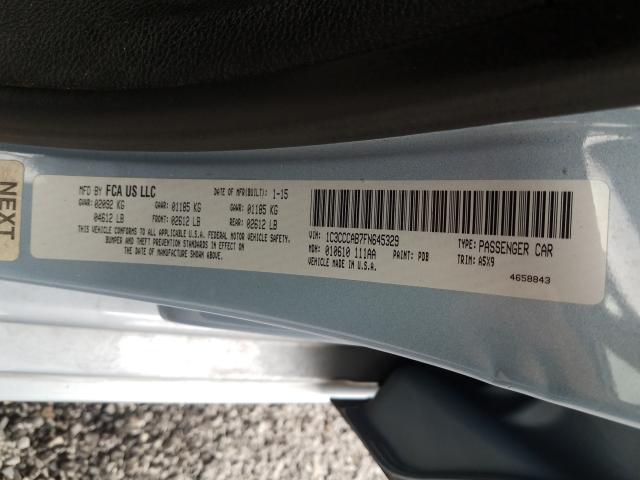 NEXT
MFD BY FCA US LLC DATE OF MFR(BUILT): 1-15
GVWR: 02092 KG GAWR: 01185 KG GAWR: 01185 KG
04612 LB FRONT: 02612 LB REAR: 02612 LB
THIS VEHICLE CONFORMS TO ALL APPLICABLE
U.S.A. FEDERAL MOTOR VEHICLE SAFETY,
BUMPER AND THEFT PREVENTION STANDARDS IN EFFECT ON
THE DATE OF MANUFACTURE SHOWN ABOVE.
VIN: 1C3CCCAB7FN645329 TYPE: PASSENGER CAR
MDH: 010610 111AA PAINT: PDB TRIM: A5X9
VEHICLE MADE IN U.S.A.
4658843